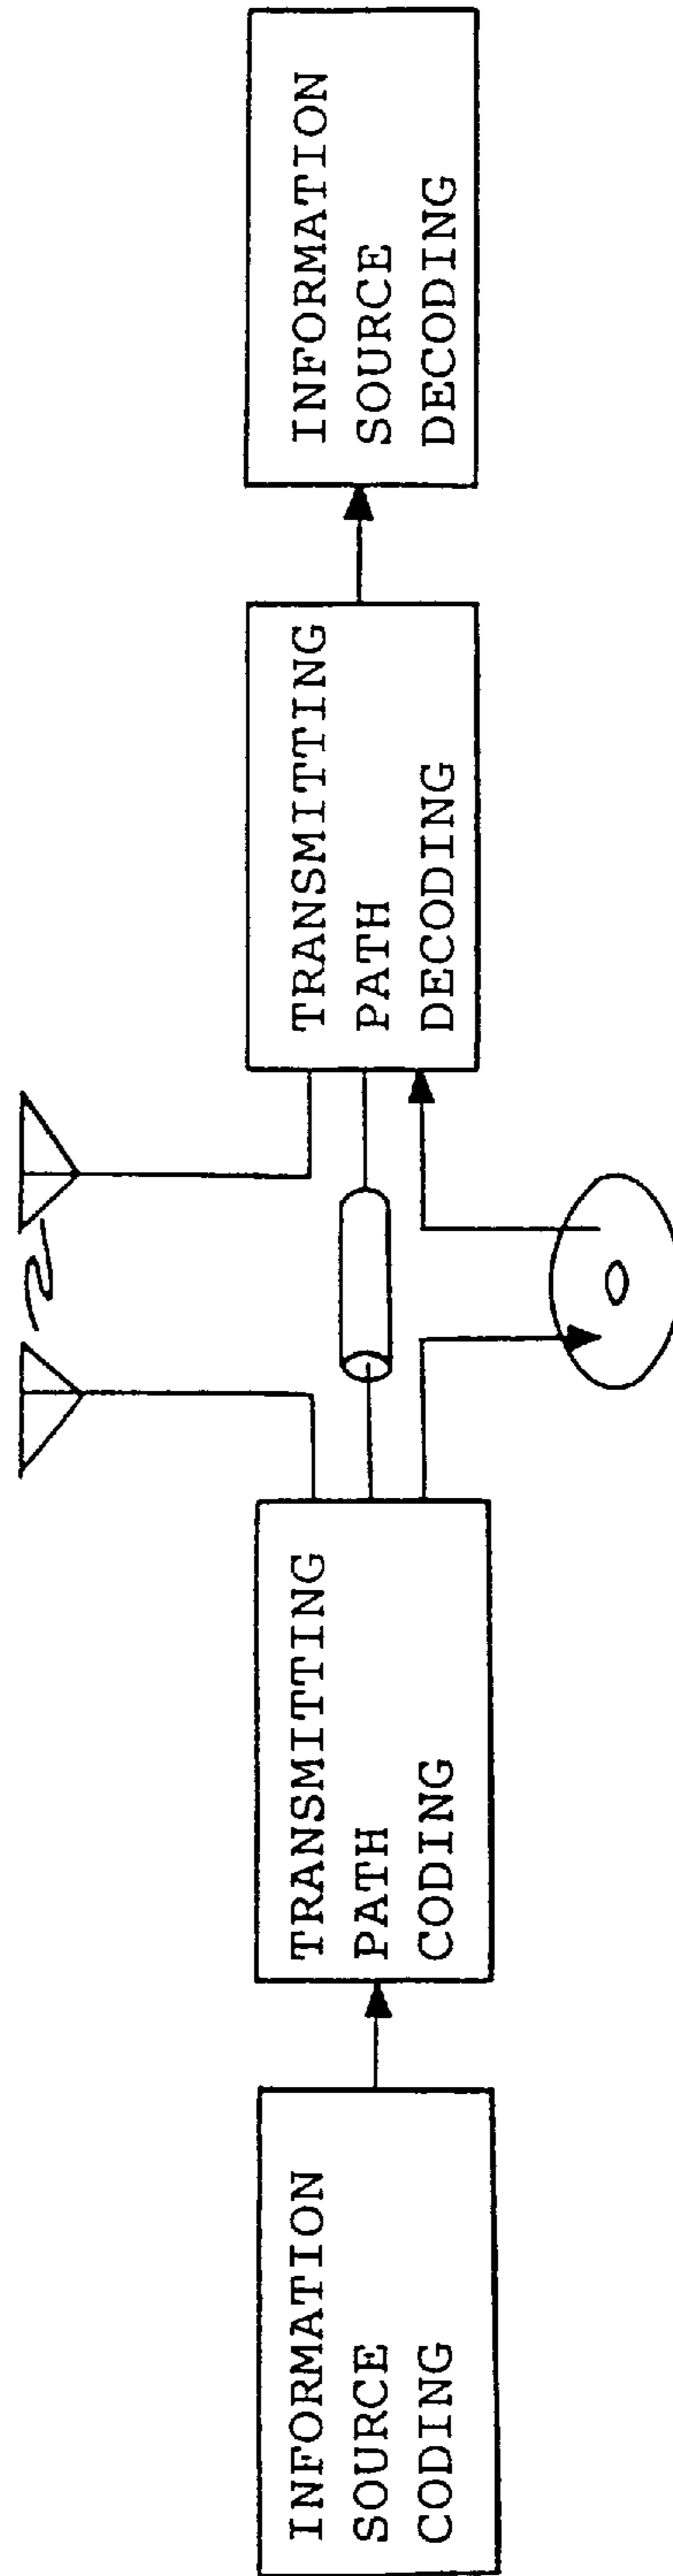 INFORMATION
SOURCE
CODING
TRANSMITTING
PATH
CODING
TRANSMITTING
PATH
DECODING
INFORMATION
SOURCE
DECODING